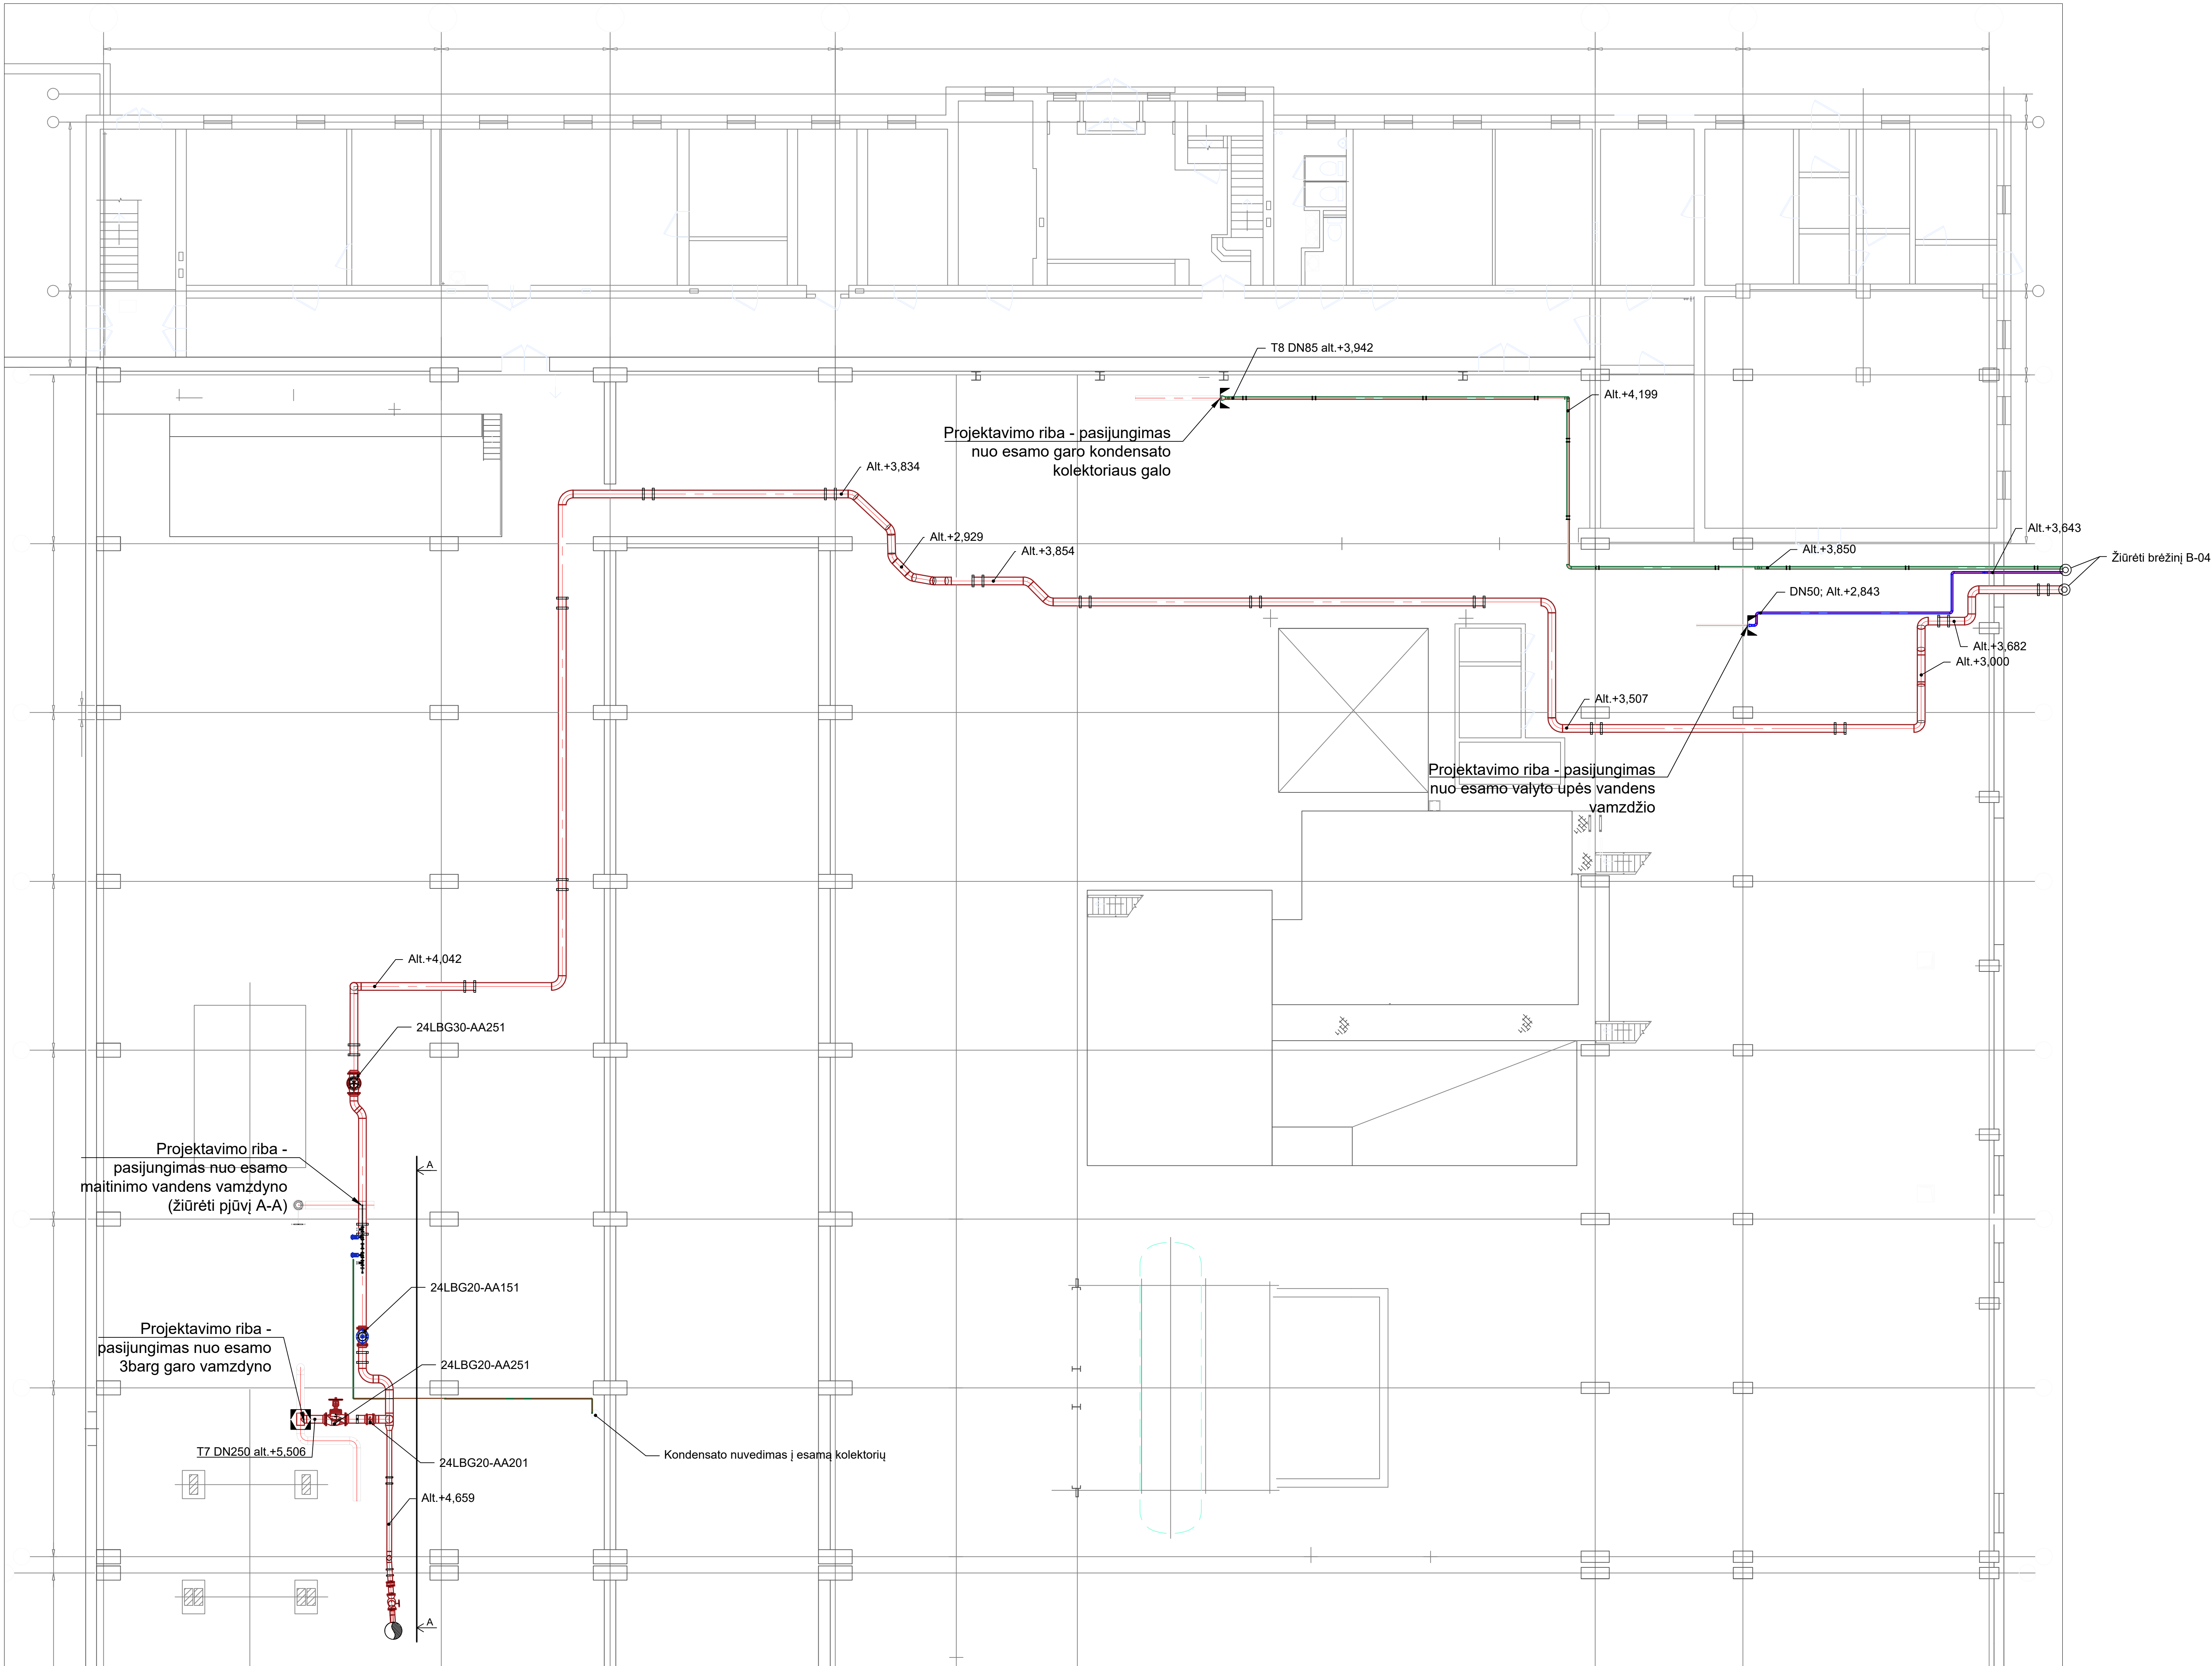 T8 DN85 alt.+3,942
Alt.+4,199
Projektavimo riba - pasijungimas
nuo esamo garo kondensato
kolektoriaus galo
Alt.+3,834
Alt.+2,929
Alt.+3,854
Alt.+3,643
Alt.+3,850
Žiūrėti brėžinį B-04
DN50; Alt.+2,843
Alt.+3,682
Alt.+3,000
Alt.+3,507
Projektavimo riba - pasijungimas
nuo esamo valyto upės vandens
vamzdžio
Alt.+4,042
24LBG30-AA251
Projektavimo riba -
pasijungimas nuo esamo
maitinimo vandens vamzdyno
(žiūrėti pjūvį A-A)
A
24LBG20-AA151
Projektavimo riba -
pasijungimas nuo esamo
3barg garo vamzdyno
24LBG20-AA251
T7 DN250 alt.+5,506
Kondensato nuvedimas į esamą kolektorių
24LBG20-AA201
Alt.+4,659
A